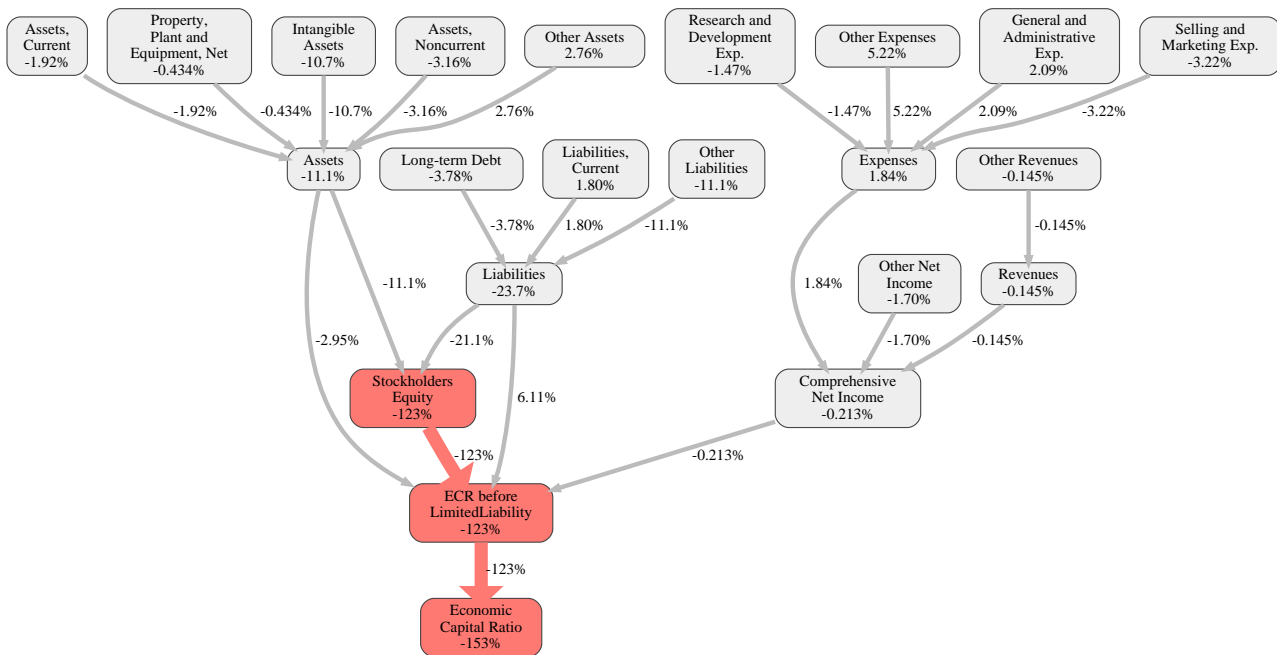 Assets,
Current
-1.92%
Property,
Plant and
Equipment, Net
-0.434%
Intangible
Assets
-10.7%
Assets,
Noncurrent
-3.16%
Other Assets
2.76%
Research and
Development
Exp.
-1.47%
Other Expenses
5.22%
General and
Administrative
Exp.
2.09%
Selling and
Marketing Exp.
-3.22%
-1.92%
-0.434%
-10.7%
-3.16%
2.76%
-1.47%
5.22%
2.09%
-3.22%
Assets
-11.1%
Long-term Debt
-3.78%
Liabilities,
Current
1.80%
Other
Liabilities
-11.1%
Expenses
1.84%
Other Revenues
-0.145%
-3.78%
1.80%
-11.1%
-0.145%
Liabilities
-23.7%
Other Net
Income
-1.70%
Revenues
-0.145%
-11.1%
1.84%
-2.95%
-21.1%
-1.70%
-0.145%
Stockholders
Equity
-123%
6.11%
Comprehensive
Net Income
-0.213%
-123%
-0.213%
ECR before
LimitedLiability
-123%
-123%
Economic
Capital Ratio
-153%